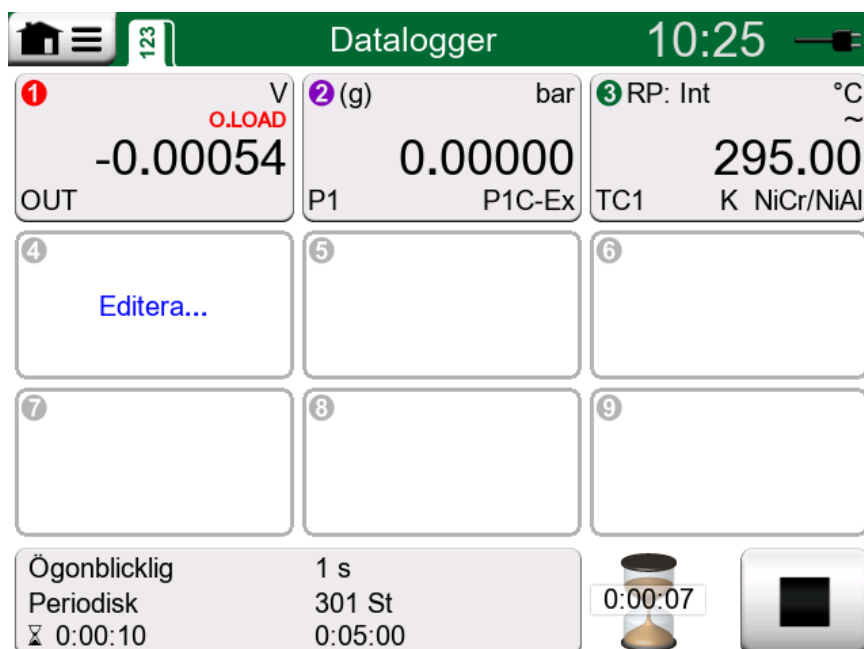 123 Datalogger 10:25
1 V 2 (g) bar 3 RP: Int °C
O.LOAD ~
-0.00054 0.00000 295.00
OUT P1 P1C-Ex TC1 K NiCr/NiAl
4 5 6
Editera...
7 8 9
Ögonblicklig 1 s
Periodisk 301 St 0:00:07
0:00:10 0:05:00